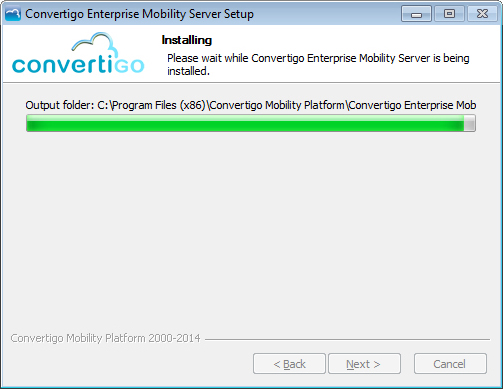 Convertigo Enterprise Mobility Server Setup
convertigo
Installing
Please wait while Convertigo Enterprise Mobility Server is being
installed.
Output folder: C:\Program Files (x86)\Convertigo Mobility Platform\Convertigo Enterprise Mob
Convertigo Mobility Platform 2000-2014
< Back
Next >
Cancel